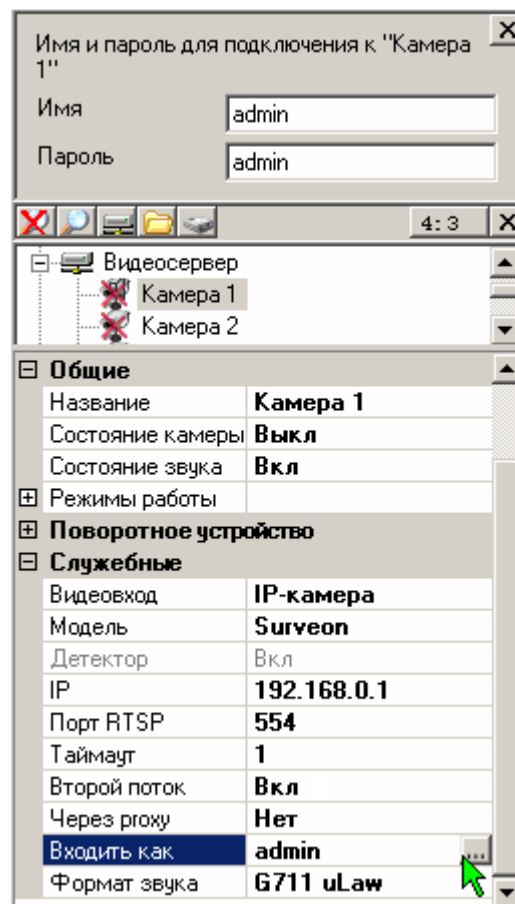 Имя и пароль для подключения к "Камера
1"
Имя admin
Пароль admin
4:3
Видеосервер
Камера 1
Камера 2
Общие
Название Камера 1
Состояние камеры Выкл
Состояние звука Вкл
Режимы работы
Поворотное устройство
Служебные
Видеовход IP-камера
Модель Surveon
Детектор Вкл
IP 192.168.0.1
Порт RTSP 554
Таймаут 1
Второй поток Вкл
Через proxy Нет
Входить как admin ...
Формат звука G711 uLaw